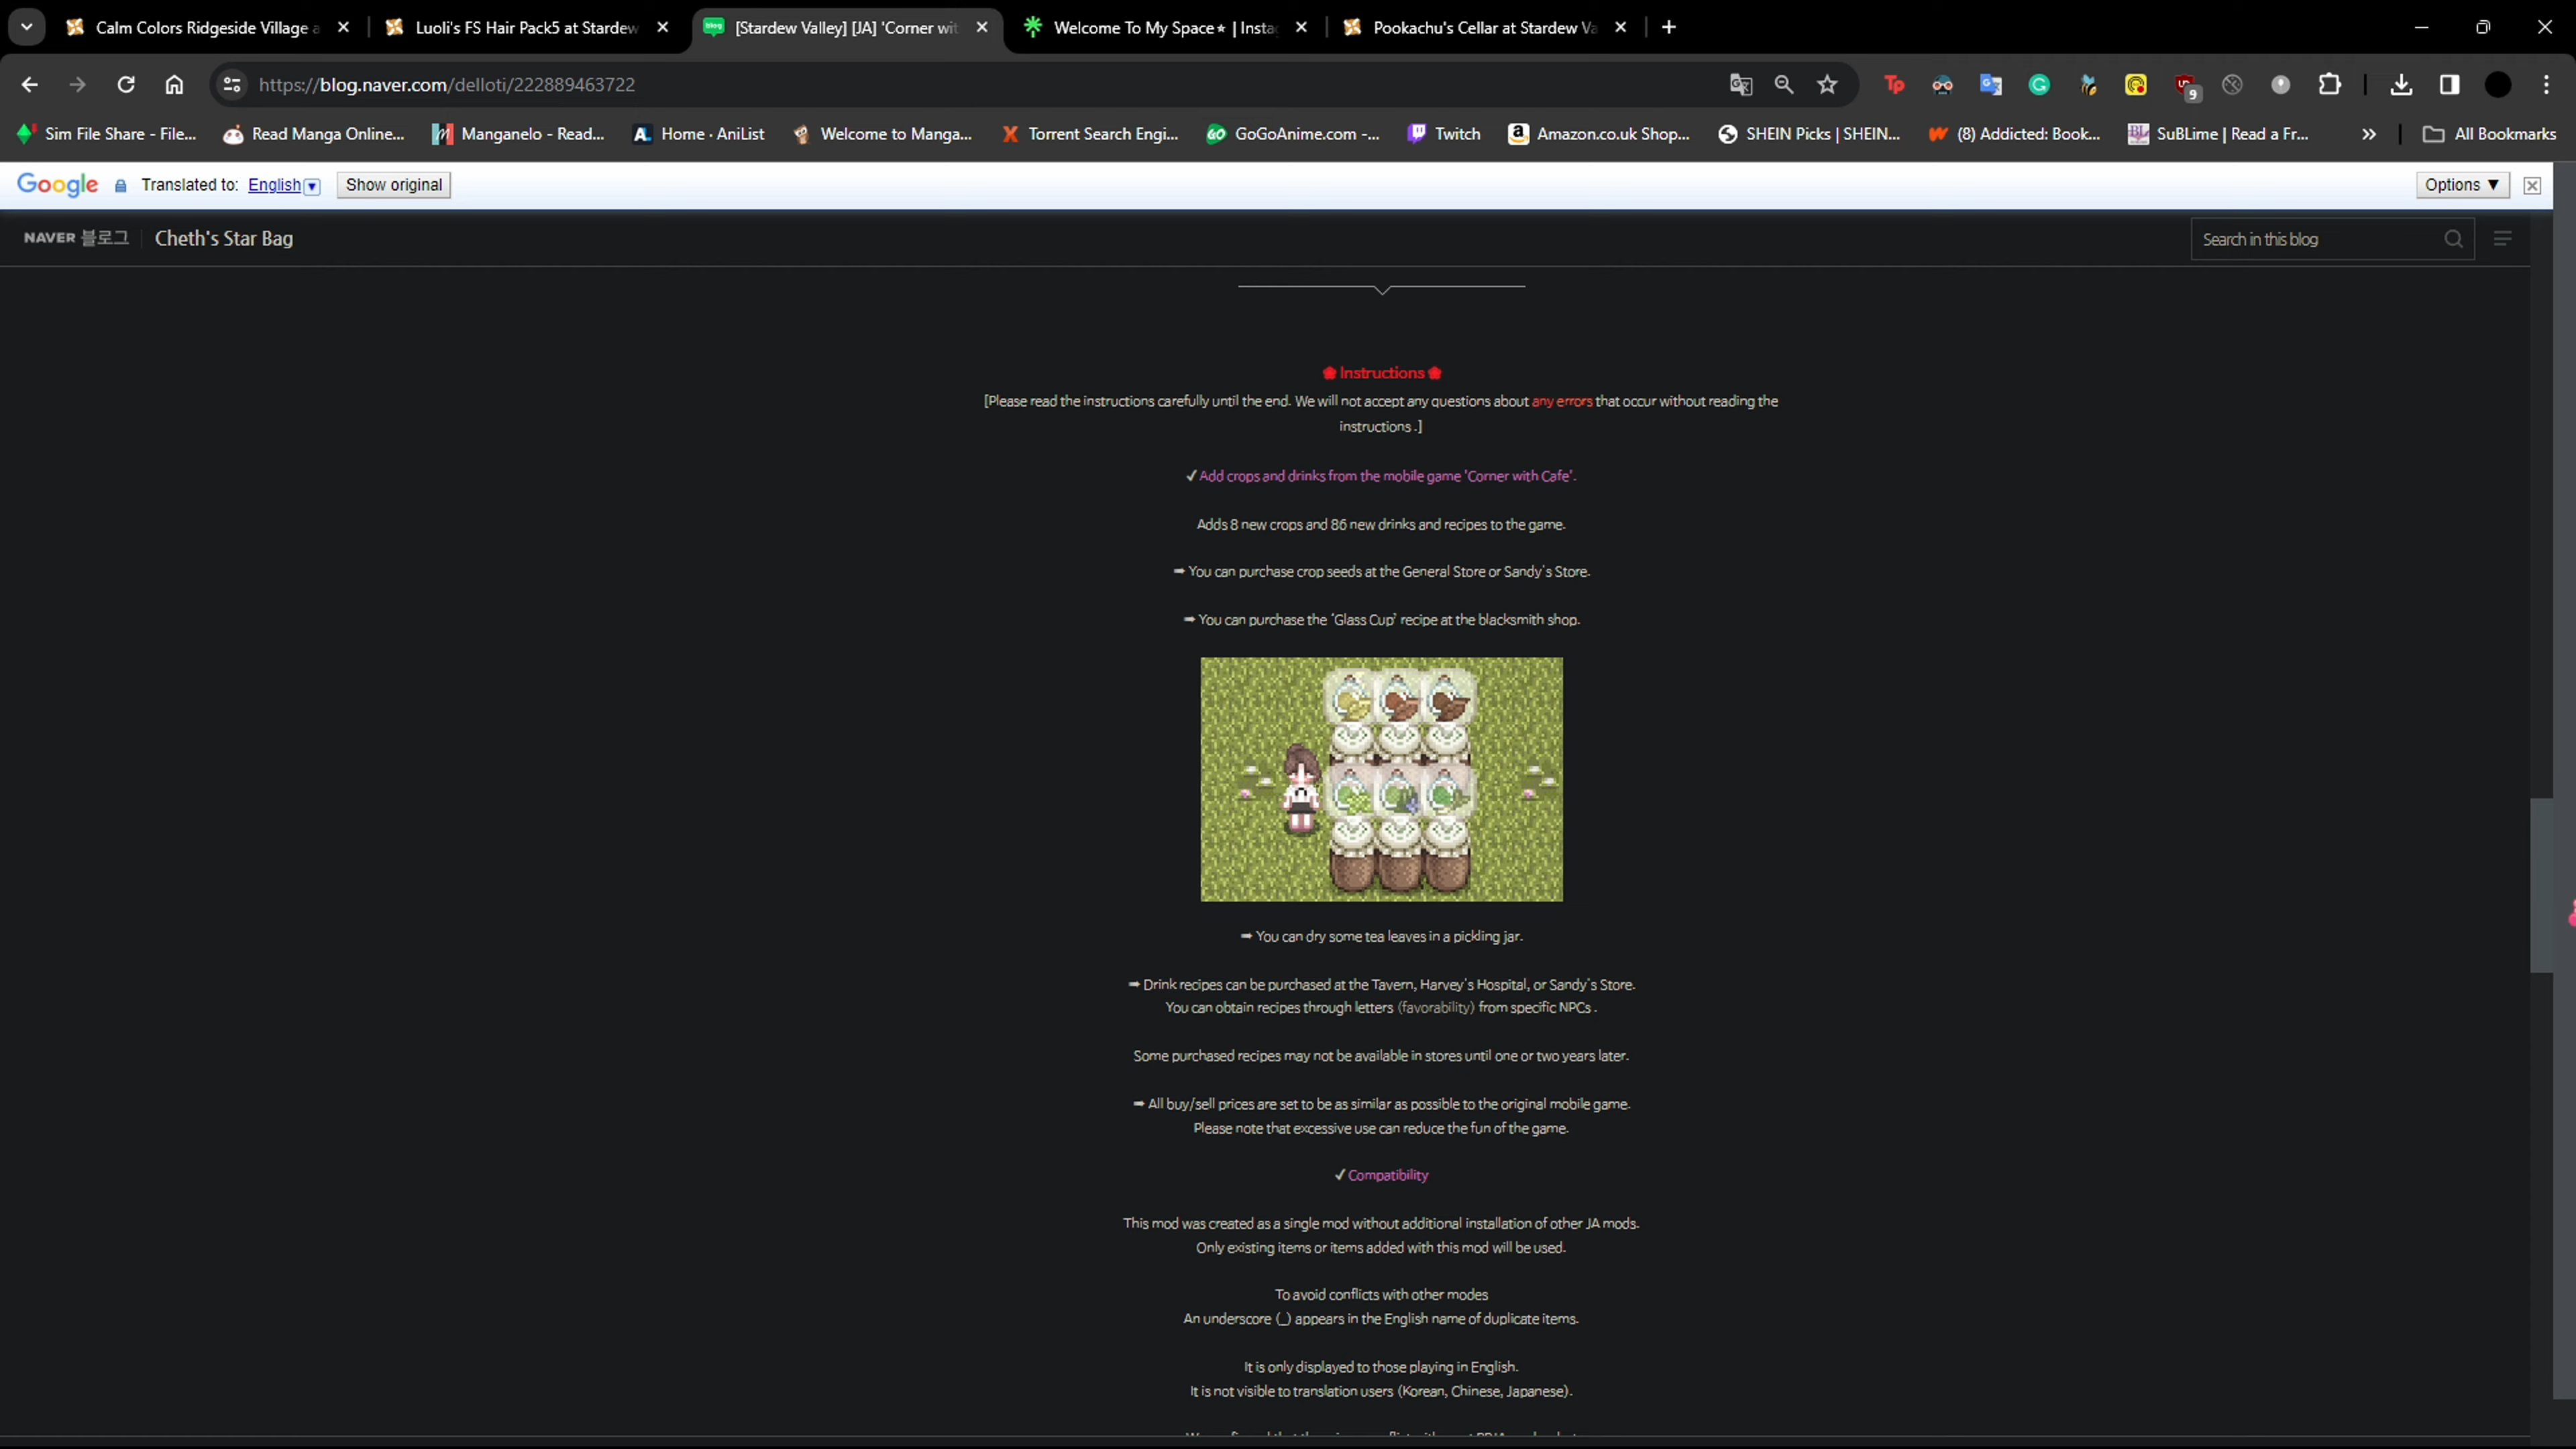 Calm Colors Ridgeside Village a
Luoli's FS Hair Pack5 at Stardew
[Stardew Valley] [JA] 'Corner wit
Welcome To My Space★ | Insta
Pookachu's Cellar at Stardew Va
https://blog.naver.com/delloti/222889463722
9
Sim File Share - File...
Read Manga Online...
Manganelo - Read...
Home · AniList
Welcome to Manga...
Torrent Search Engi...
GoGoAnime.com -...
Twitch
Amazon.co.uk Shop...
SHEIN Picks | SHEIN...
(8) Addicted: Book...
SuBLime | Read a Fr...
All Bookmarks
Google Translated to: English Show original Options ▼
NAVER 블로그 Cheth's Star Bag Search in this blog
Instructions
[Please read the instructions carefully until the end. We will not accept any questions about any errors that occur without reading the
instructions .]
✓Add crops and drinks from the mobile game 'Corner with Cafe'.
Adds 8 new crops and 86 new drinks and recipes to the game.
➡ You can purchase crop seeds at the General Store or Sandy's Store.
➡ You can purchase the 'Glass Cup' recipe at the blacksmith shop.
➡ You can dry some tea leaves in a pickling jar.
➡ Drink recipes can be purchased at the Tavern, Harvey's Hospital, or Sandy's Store.
You can obtain recipes through letters (favorability) from specific NPCs .
Some purchased recipes may not be available in stores until one or two years later.
➡ All buy/sell prices are set to be as similar as possible to the original mobile game.
Please note that excessive use can reduce the fun of the game.
✓Compatibility
This mod was created as a single mod without additional installation of other JA mods.
Only existing items or items added with this mod will be used.
To avoid conflicts with other modes
An underscore (_) appears in the English name of duplicate items.
It is only displayed to those playing in English.
It is not visible to translation users (Korean, Chinese, Japanese).